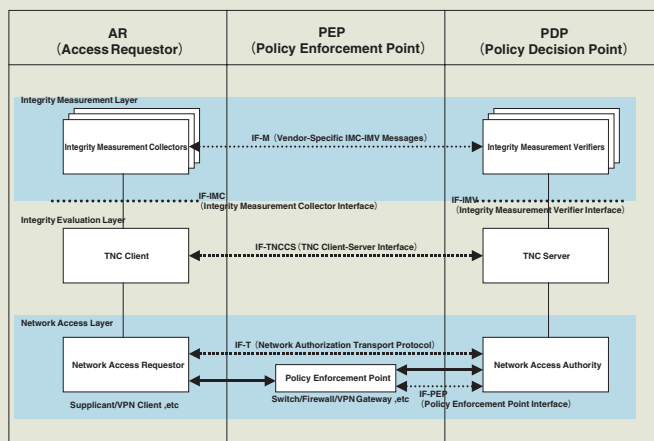 AR
(Access Requestor)
PEP
(Policy Enforcement Point)
PDP
(Policy Decision Point)
Integrity Measurement Layer
Integrity Measurement Collectors
IF-M (Vendor-Specific IMC-IMV Messages)
Integrity Measurement Verifiers
IF-IMC
(Integrity Measurement Collector Interface)
IF-IMV
(Integrity Measurement Verifier Interface)
Integrity Evaluation Layer
TNC Client
IF-TNCCS (TNC Client-Server Interface)
TNC Server
Network Access Layer
IF-T (Network Authorization Transport Protocol)
Network Access Requestor
Policy Enforcement Point
Network Access Authority
Supplicant/VPN Client ,etc
Switch/Firewall/VPN Gateway ,etc
IF-PEP
(Policy Enforcement Point Interface)